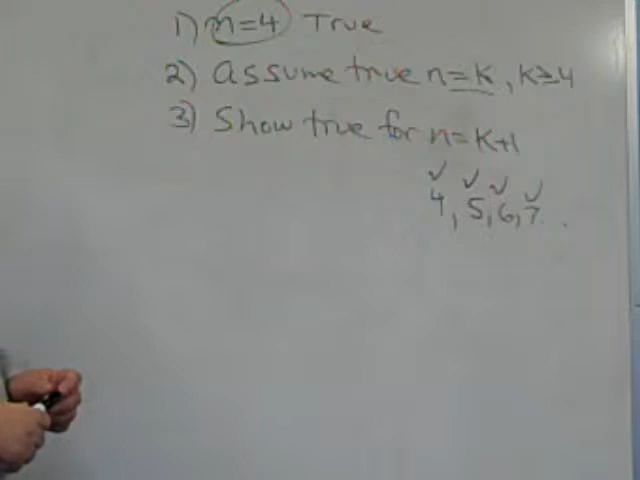 1) n=4 True
2) Assume true n=k, k≥4
3) Show true for n=k+1
✓ ✓ ✓ ✓
4, 5, 6, 7 .